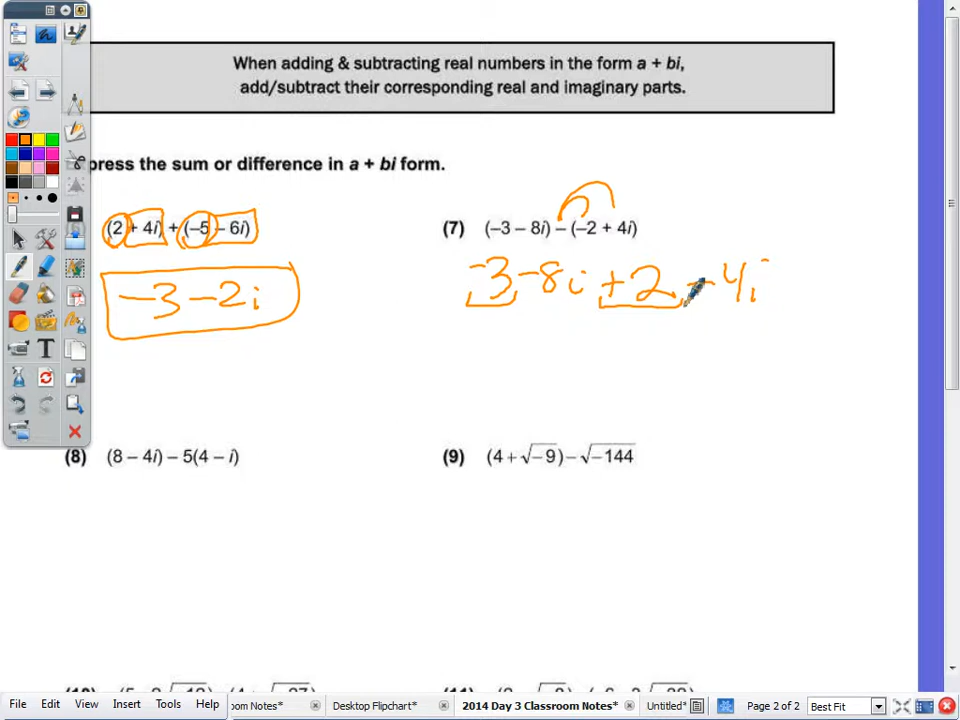 When adding & subtracting real numbers in the form a + bi,
add/subtract their corresponding real and imaginary parts.
press the sum or difference in a + bi form.
(2 + 4i) + (–5 – 6i)
(7) (–3 – 8i) – (–2 + 4i)
–3 – 2i
-3 -8i +2 - 4i
(8) (8 – 4i) – 5(4 – i)
(9) (4 + √–9) – √–144
File Edit View Insert Tools Help
oom Notes*
Desktop Flipchart*
2014 Day 3 Classroom Notes*
Untitled*
Page 2 of 2
Best Fit